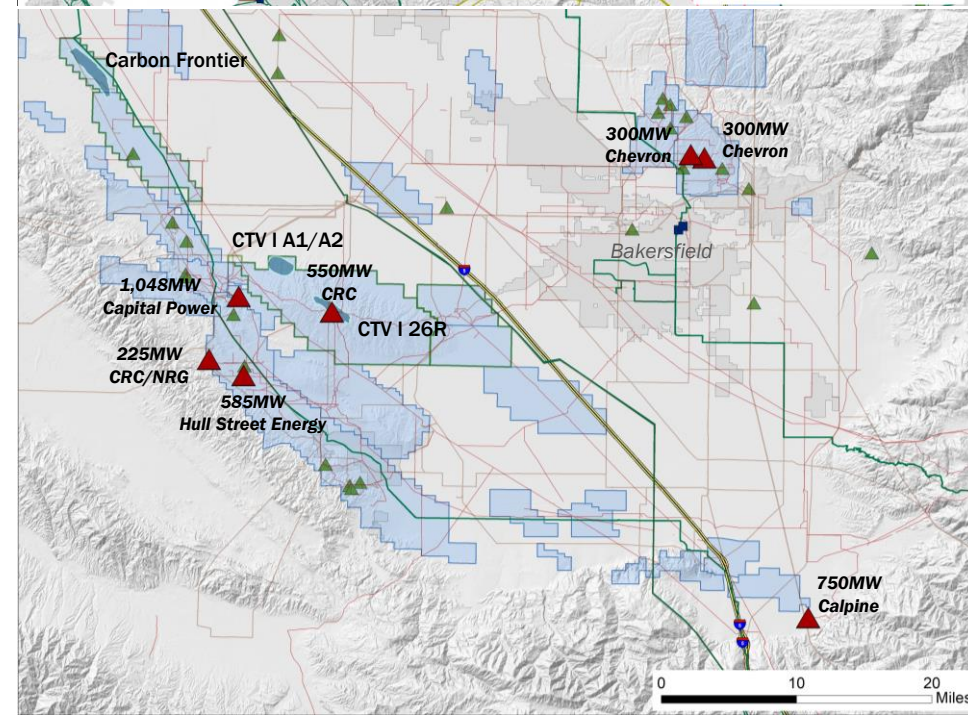 Carbon Frontier
300MW
Chevron
300MW
Chevron
Bakersfield
CTV I A1/A2
550MW
CRC
1,048MW
Capital Power
CTV I 26R
225MW
CRC/NRG
585MW
Hull Street Energy
750MW
Calpine
0 10 20
Miles